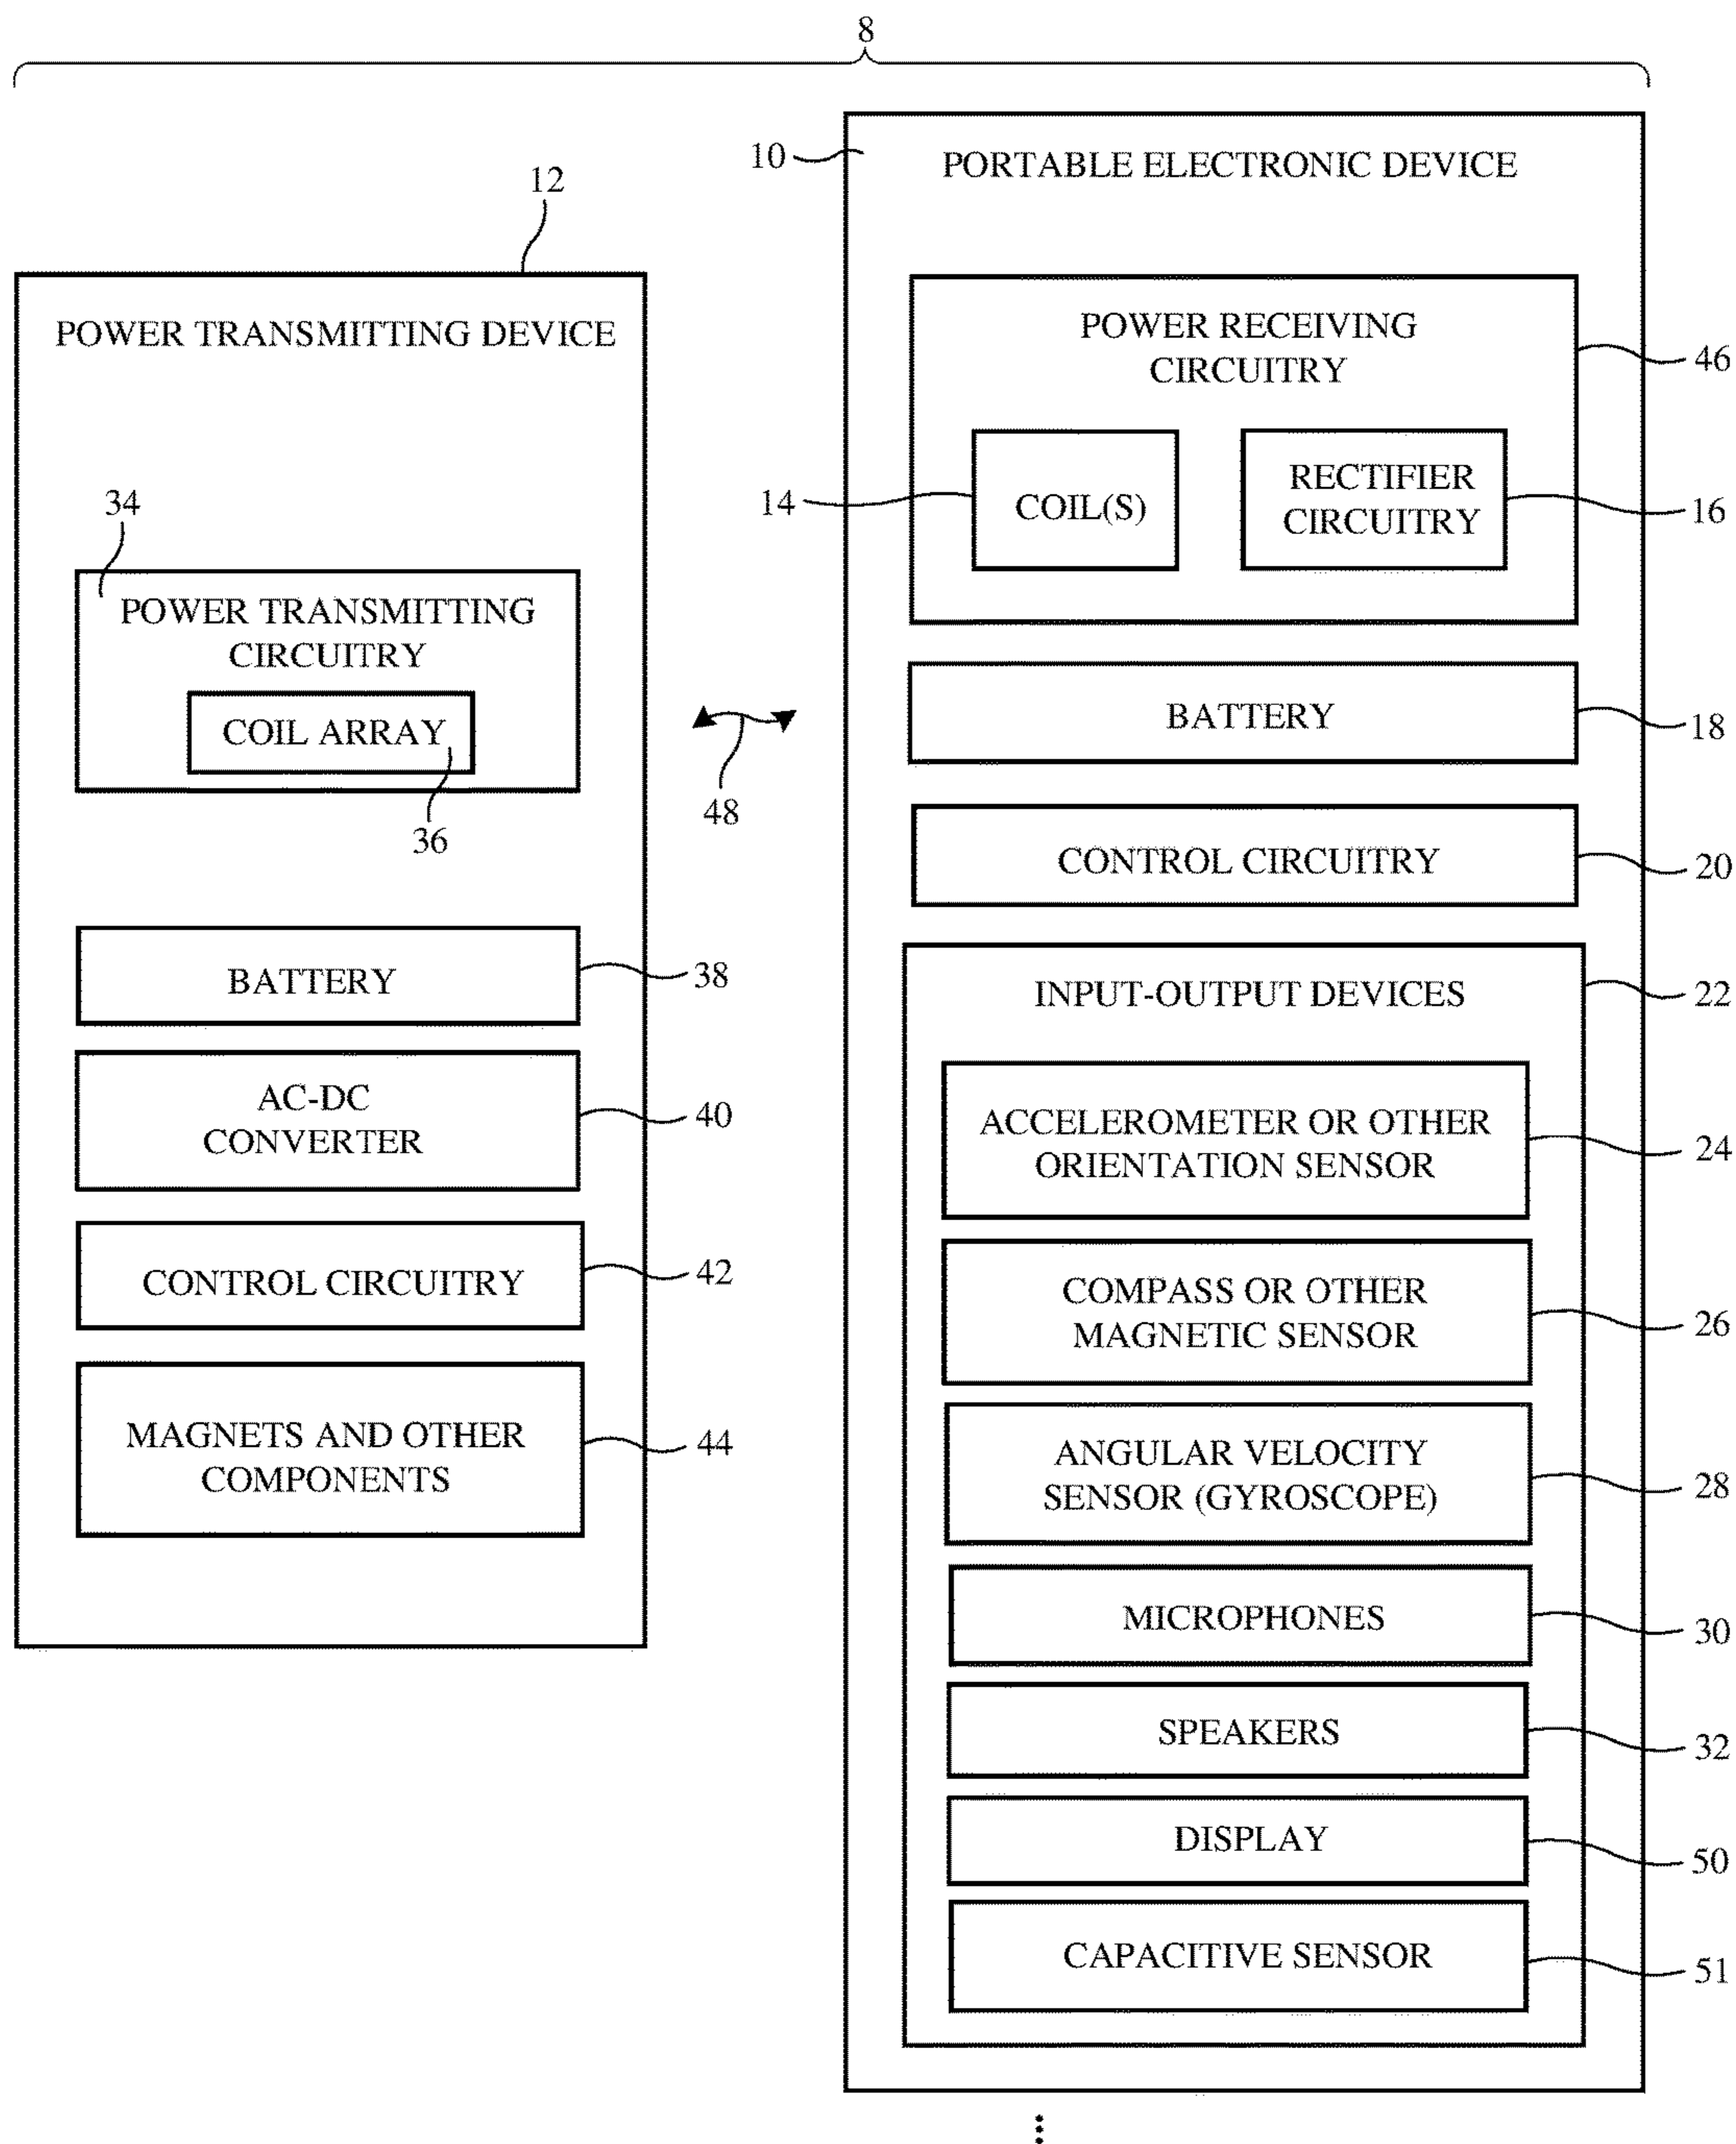 8
10
PORTABLE ELECTRONIC DEVICE
12
POWER TRANSMITTING DEVICE
34
POWER TRANSMITTING
CIRCUITRY
COIL ARRAY
36
48
BATTERY
38
AC-DC
CONVERTER
40
CONTROL CIRCUITRY
42
MAGNETS AND OTHER
COMPONENTS
44
POWER RECEIVING
CIRCUITRY
46
14
COIL(S)
RECTIFIER
CIRCUITRY
16
BATTERY
18
CONTROL CIRCUITRY
20
INPUT-OUTPUT DEVICES
22
ACCELEROMETER OR OTHER
ORIENTATION SENSOR
24
COMPASS OR OTHER
MAGNETIC SENSOR
26
ANGULAR VELOCITY
SENSOR (GYROSCOPE)
28
MICROPHONES
30
SPEAKERS
32
DISPLAY
50
CAPACITIVE SENSOR
51